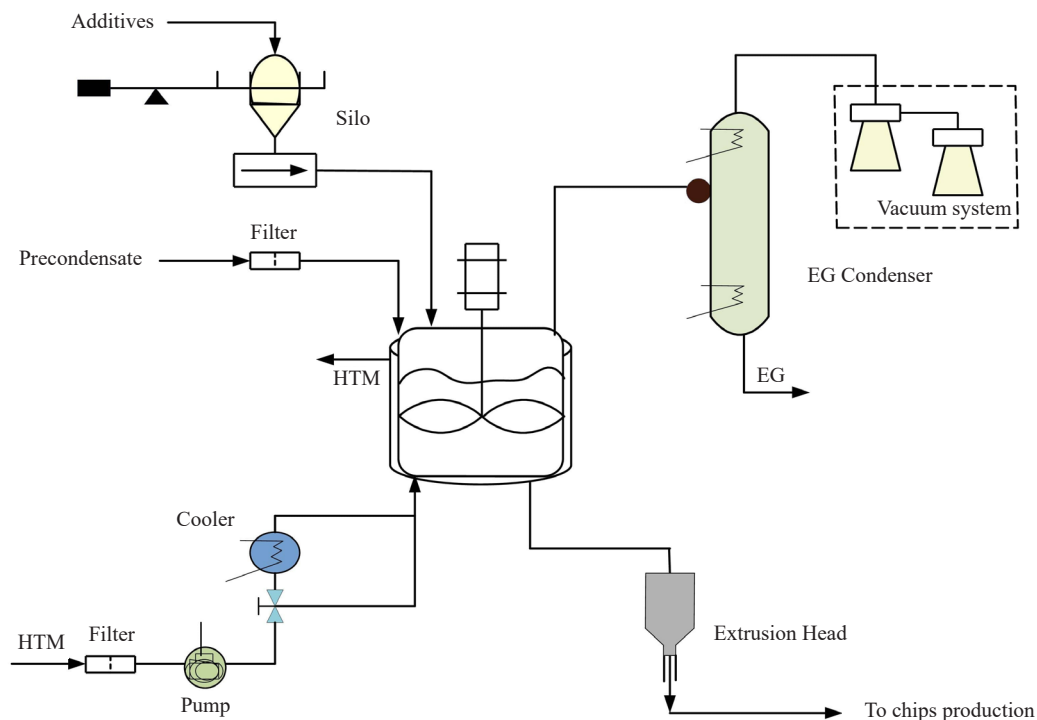 Additives
Silo
Vacuum system
Filter
Precondensate
EG Condenser
HTM
EG
Cooler
HTM
Filter
Extrusion Head
Pump
To chips production